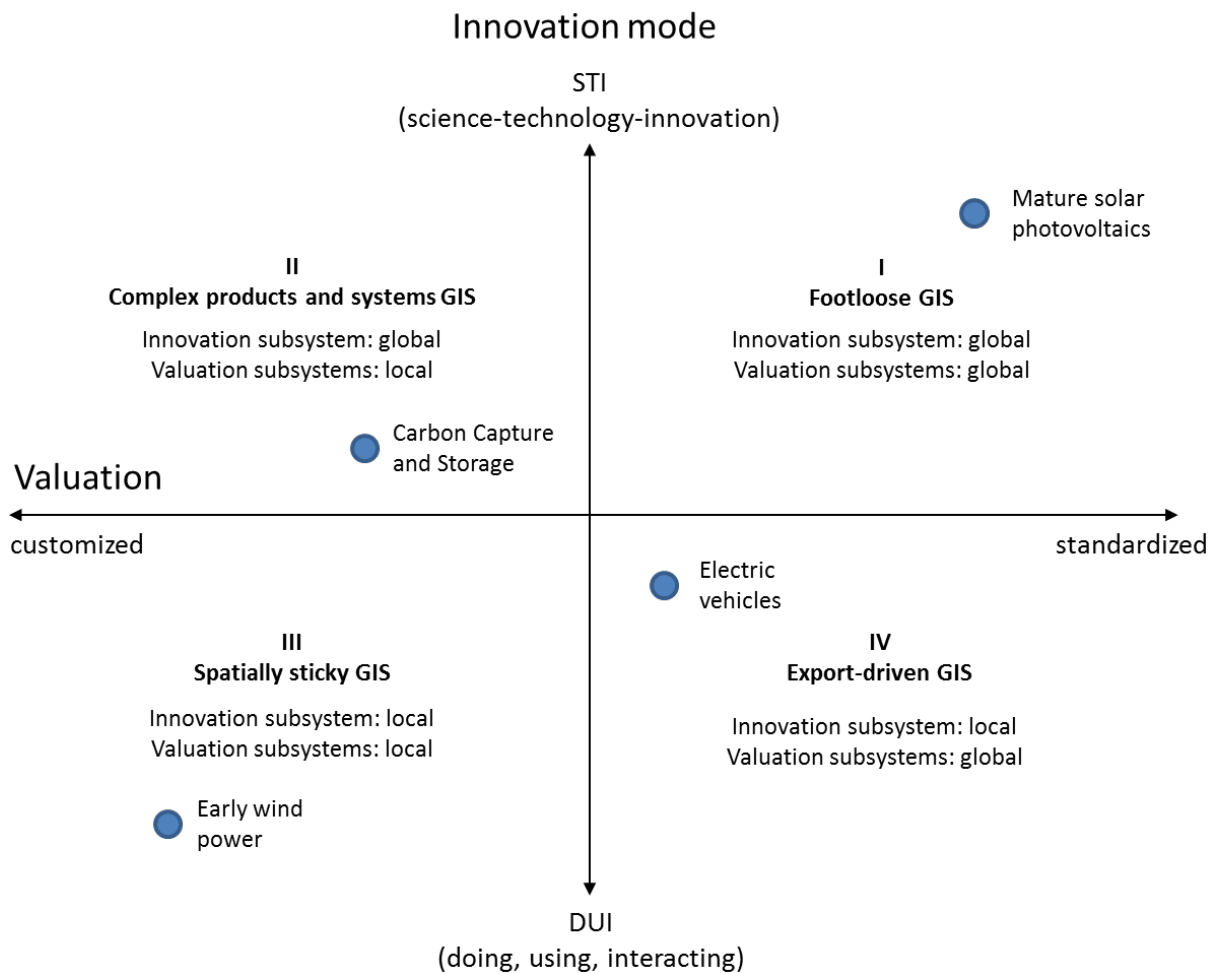 Innovation mode
STI
(science-technology-innovation)
Mature solar
photovoltaics
II
Complex products and systems GIS
Innovation subsystem: global
Valuation subsystems: local
I
Footloose GIS
Innovation subsystem: global
Valuation subsystems: global
Carbon Capture
and Storage
Valuation
customized
standardized
Electric
vehicles
III
Spatially sticky GIS
Innovation subsystem: local
Valuation subsystems: local
IV
Export-driven GIS
Innovation subsystem: local
Valuation subsystems: global
Early wind
power
DUI
(doing, using, interacting)